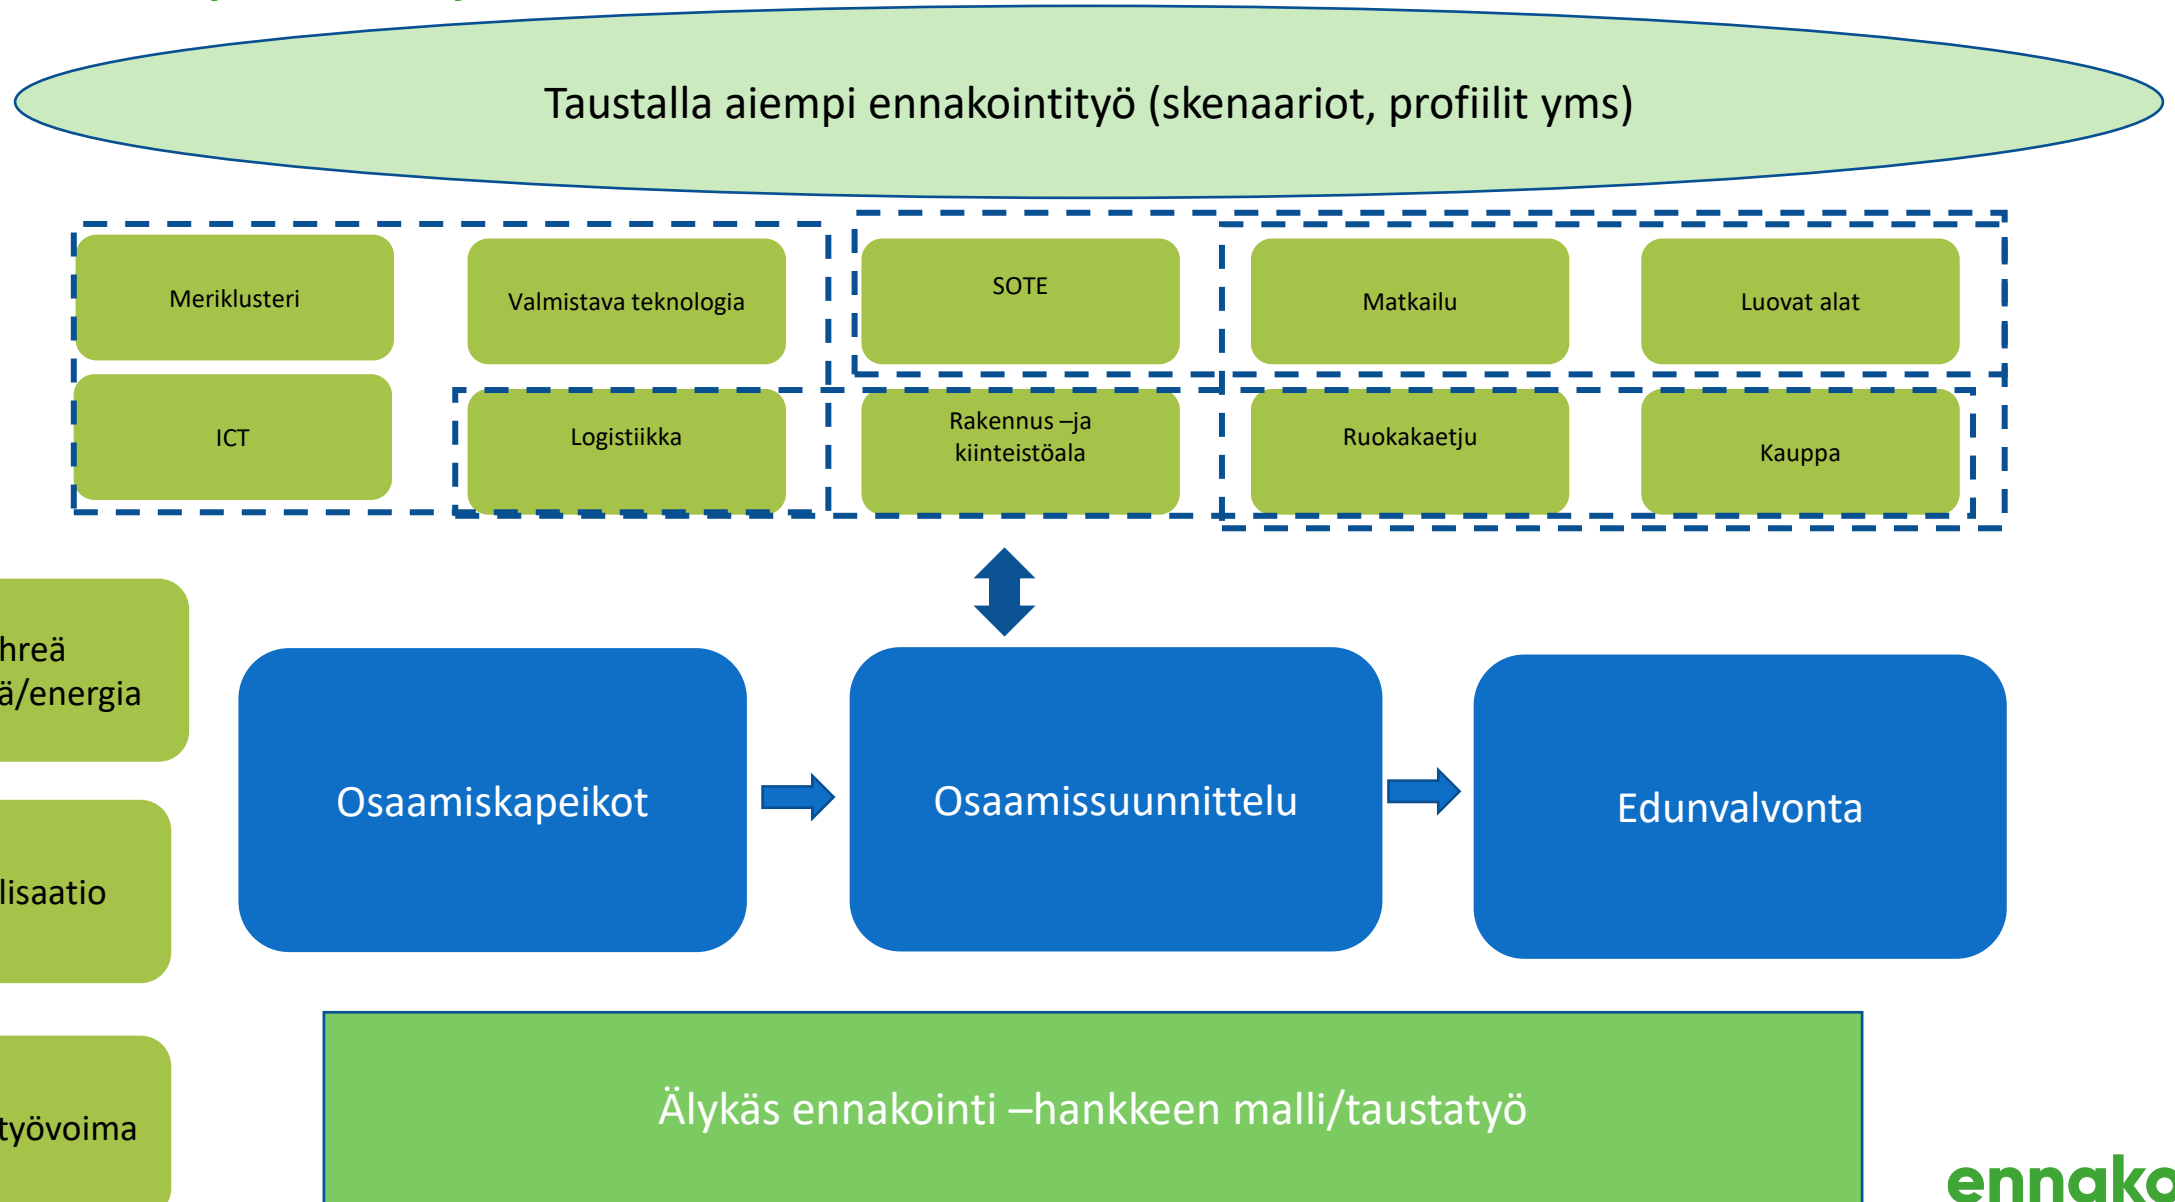 Taustalla aiempi ennakointityö (skenaariot, profiilit yms)
Meriklusteri
Valmistava teknologia
SOTE
Matkailu
Luovat alat
ICT
Logistiikka
Rakennus –ja
kiinteistöala
Ruokakaetju
Kauppa
hreä
ä/energia
Osaamiskapeikot
Osaamissuunnittelu
Edunvalvonta
lisaatio
Älykäs ennakointi –hankkeen malli/taustatyö
työvoima
ennako